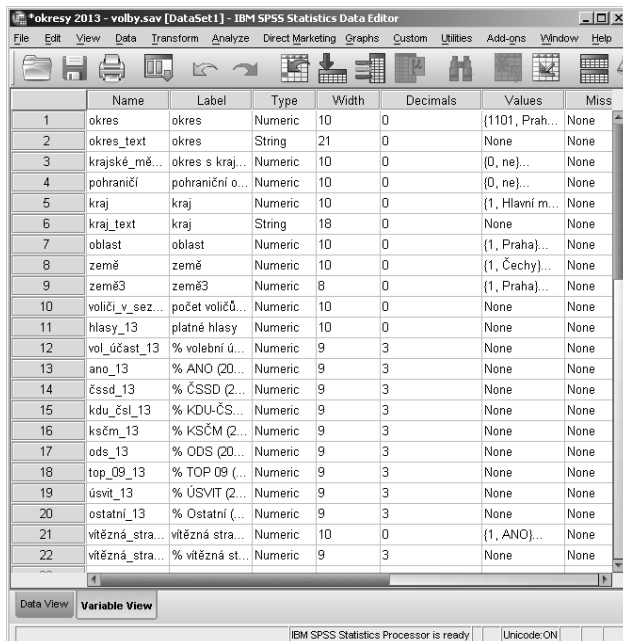 *okresy 2013 - volby.sav [DataSet1] - IBM SPSS Statistics Data Editor
File Edit View Data Transform Analyze Direct Marketing Graphs Custom Utilities Add-ons Window Help
Name Label Type Width Decimals Values Miss
1 okres okres Numeric 10 0 {1101, Prah... None
2 okres_text okres String 21 0 None None
3 krajské_mě... okres s kraj... Numeric 10 0 {0, ne}... None
4 pohraničí pohraniční o... Numeric 10 0 {0, ne}... None
5 kraj kraj Numeric 10 0 {1, Hlavní m... None
6 kraj_text kraj String 18 0 None None
7 oblast oblast Numeric 10 0 {1, Praha}... None
8 země země Numeric 10 0 {1, Čechy}... None
9 země3 země3 Numeric 8 0 {1, Praha}... None
10 voliči_v_sez... počet voličů... Numeric 10 0 None None
11 hlasy_13 platné hlasy Numeric 10 0 None None
12 vol_účast_13 % volební ú... Numeric 9 3 None None
13 ano_13 % ANO (20... Numeric 9 3 None None
14 čssd_13 % ČSSD (2... Numeric 9 3 None None
15 kdu_čsl_13 % KDU-ČS... Numeric 9 3 None None
16 ksčm_13 % KSČM (2... Numeric 9 3 None None
17 ods_13 % ODS (20... Numeric 9 3 None None
18 top_09_13 % TOP 09 (... Numeric 9 3 None None
19 úsvit_13 % ÚSVIT (2... Numeric 9 3 None None
20 ostatní_13 % Ostatní (... Numeric 9 3 None None
21 vítězná_stra... vítězná stra... Numeric 10 0 {1, ANO}... None
22 vítězná_stra... % vítězná st... Numeric 9 3 None None
Data View Variable View
IBM SPSS Statistics Processor is ready Unicode:ON